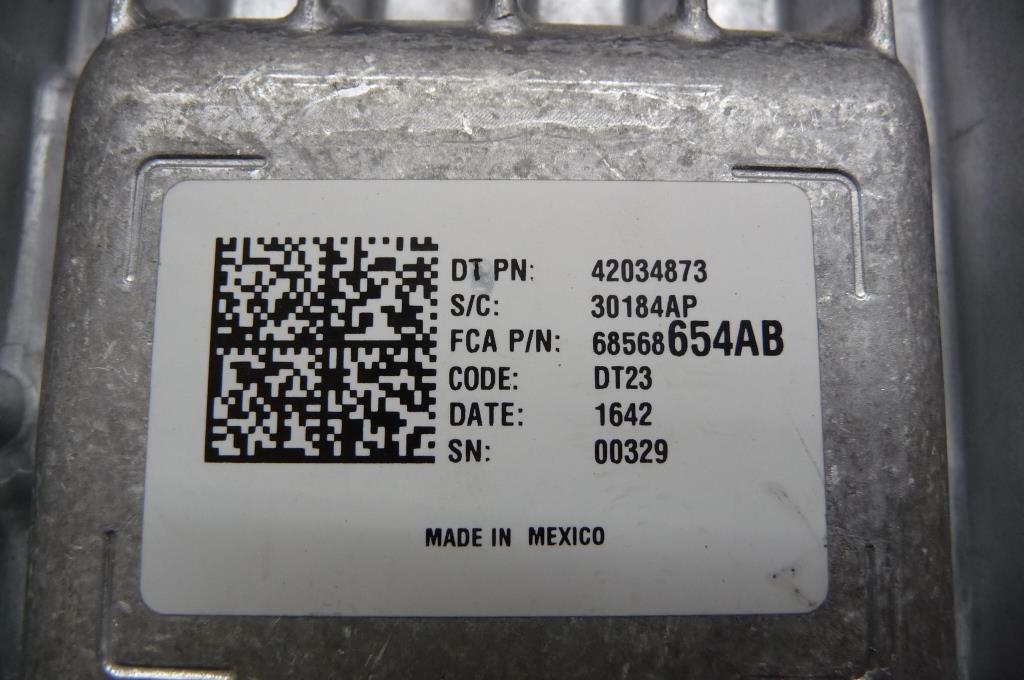 DT PN: 42034873
S/C: 30184AP
FCA P/N: 68568654AB
CODE: DT23
DATE: 1642
SN: 00329
MADE IN MEXICO